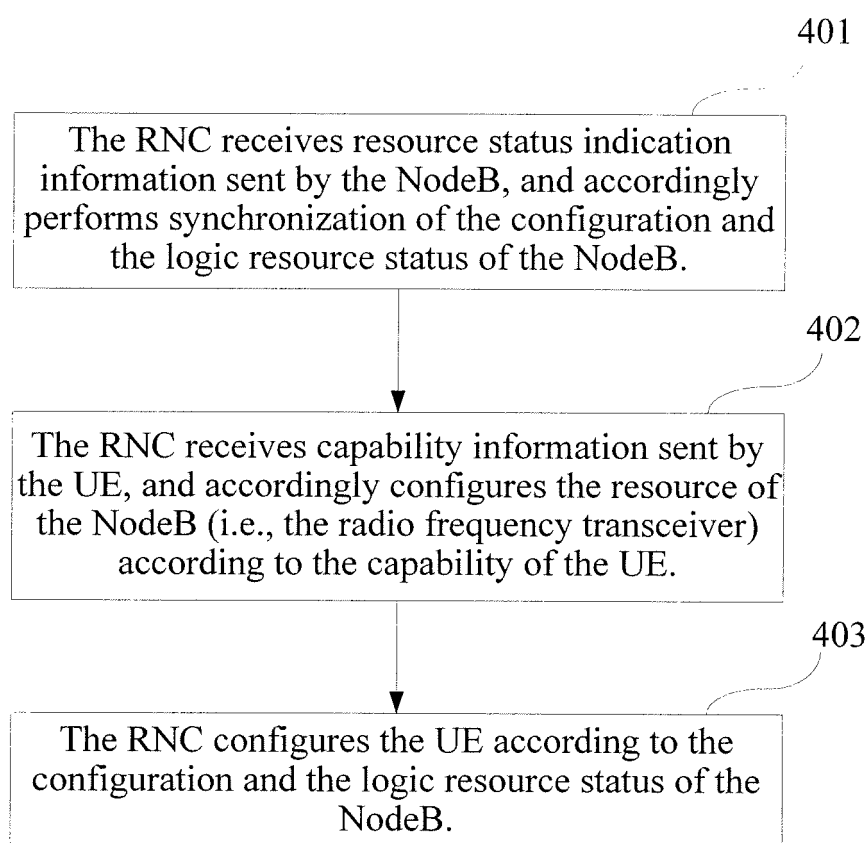 401
The RNC receives resource status indication
information sent by the NodeB, and accordingly
performs synchronization of the configuration and
the logic resource status of the NodeB.
402
The RNC receives capability information sent by
the UE, and accordingly configures the resource of
the NodeB (i.e., the radio frequency transceiver)
according to the capability of the UE.
403
The RNC configures the UE according to the
configuration and the logic resource status of the
NodeB.